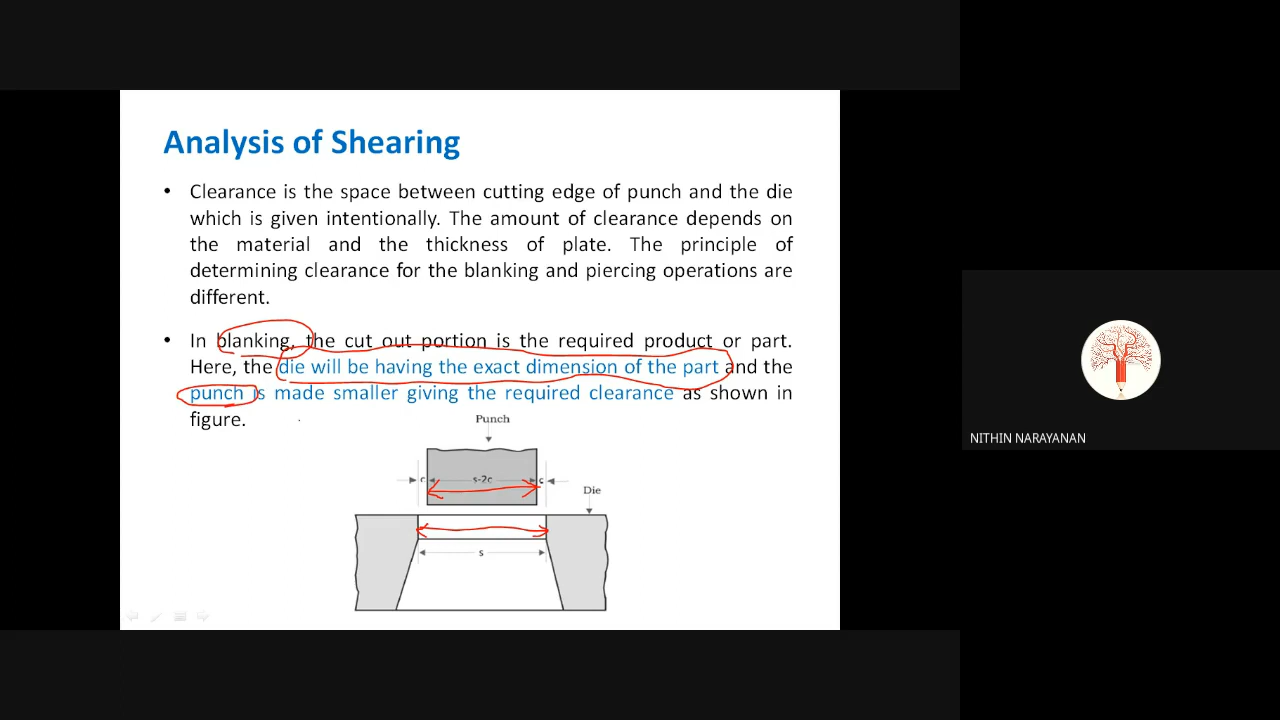 Analysis of Shearing
• Clearance is the space between cutting edge of punch and the die
which is given intentionally. The amount of clearance depends on
the material and the thickness of plate. The principle of
determining clearance for the blanking and piercing operations are
different.
• In blanking, the cut out portion is the required product or part.
Here, the die will be having the exact dimension of the part and the
punch is made smaller giving the required clearance as shown in
figure.
Punch
c s-2c c
Die
s
NITHIN NARAYANAN